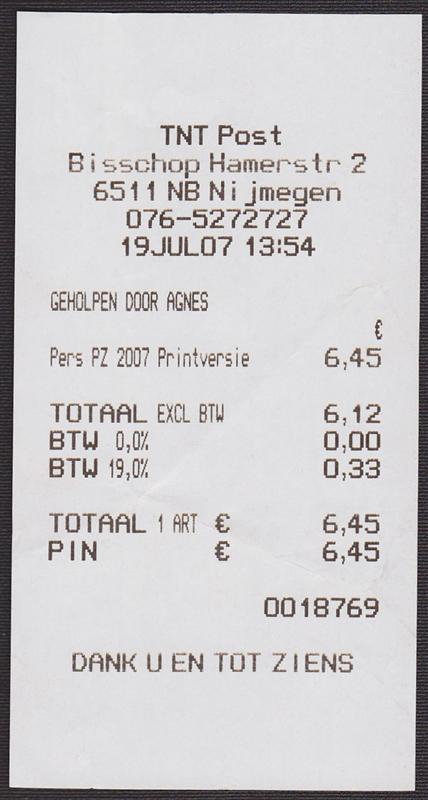 TNT Post
Bisschop Hamerstr 2
6511 NB Nijmegen
076-5272727
19JUL07 13:54
GEHOLPEN DOOR AGNES
€
Pers PZ 2007 Printversie 6,45
TOTAAL EXCL BTW 6,12
BTW 0,0% 0,00
BTW 19,0% 0,33
TOTAAL 1 ART € 6,45
PIN € 6,45
0018769
DANK U EN TOT ZIENS